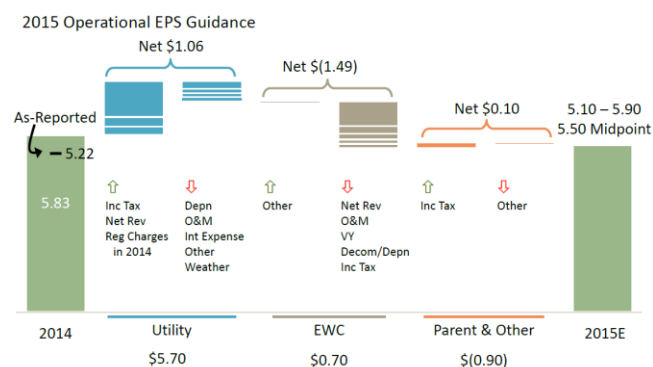 2015 Operational EPS Guidance
Net $1.06
Net $(1.49)
Net $0.10
5.10 – 5.90
5.50 Midpoint
As-Reported
5.22
5.83
Inc Tax
Net Rev
Reg Charges
in 2014
Depn
O&M
Int Expense
Other
Weather
Other
Net Rev
O&M
VY
Decom/Depn
Inc Tax
Inc Tax
Other
2014
Utility
EWC
Parent & Other
2015E
$5.70
$0.70
$(0.90)